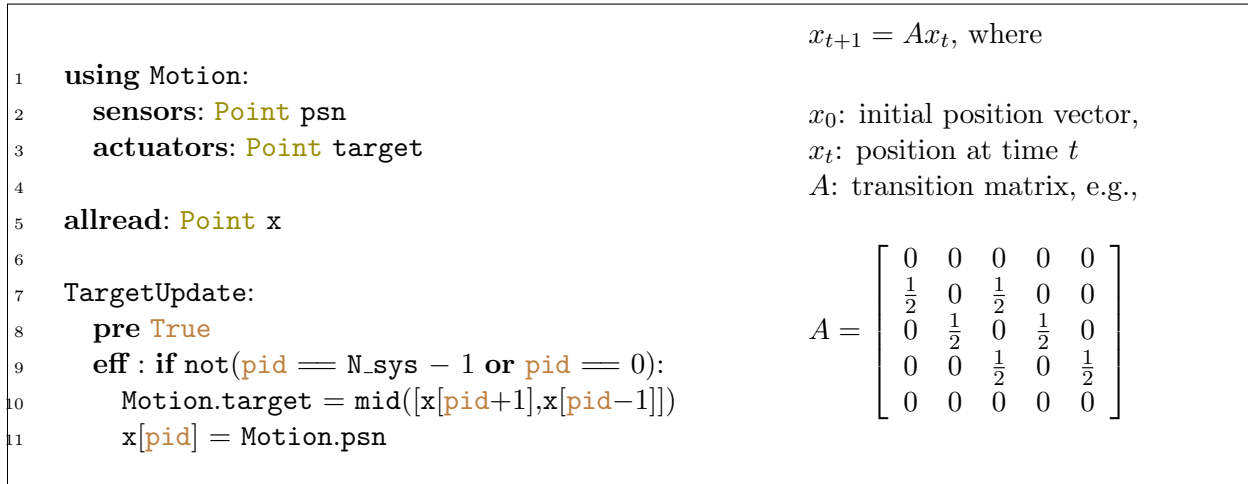 1 using Motion:
2 sensors: Point psn
3 actuators: Point target
4
5 allread: Point x
6
7 TargetUpdate:
8 pre True
9 eff : if not(pid == N_sys − 1 or pid == 0):
10 Motion.target = mid([x[pid+1],x[pid−1]])
11 x[pid] = Motion.psn
x_{t+1} = Ax_t, where
x_0: initial position vector,
x_t: position at time t
A: transition matrix, e.g.,
A = [
0 0 0 0 0
1/2 0 1/2 0 0
0 1/2 0 1/2 0
0 0 1/2 0 1/2
0 0 0 0 0
]